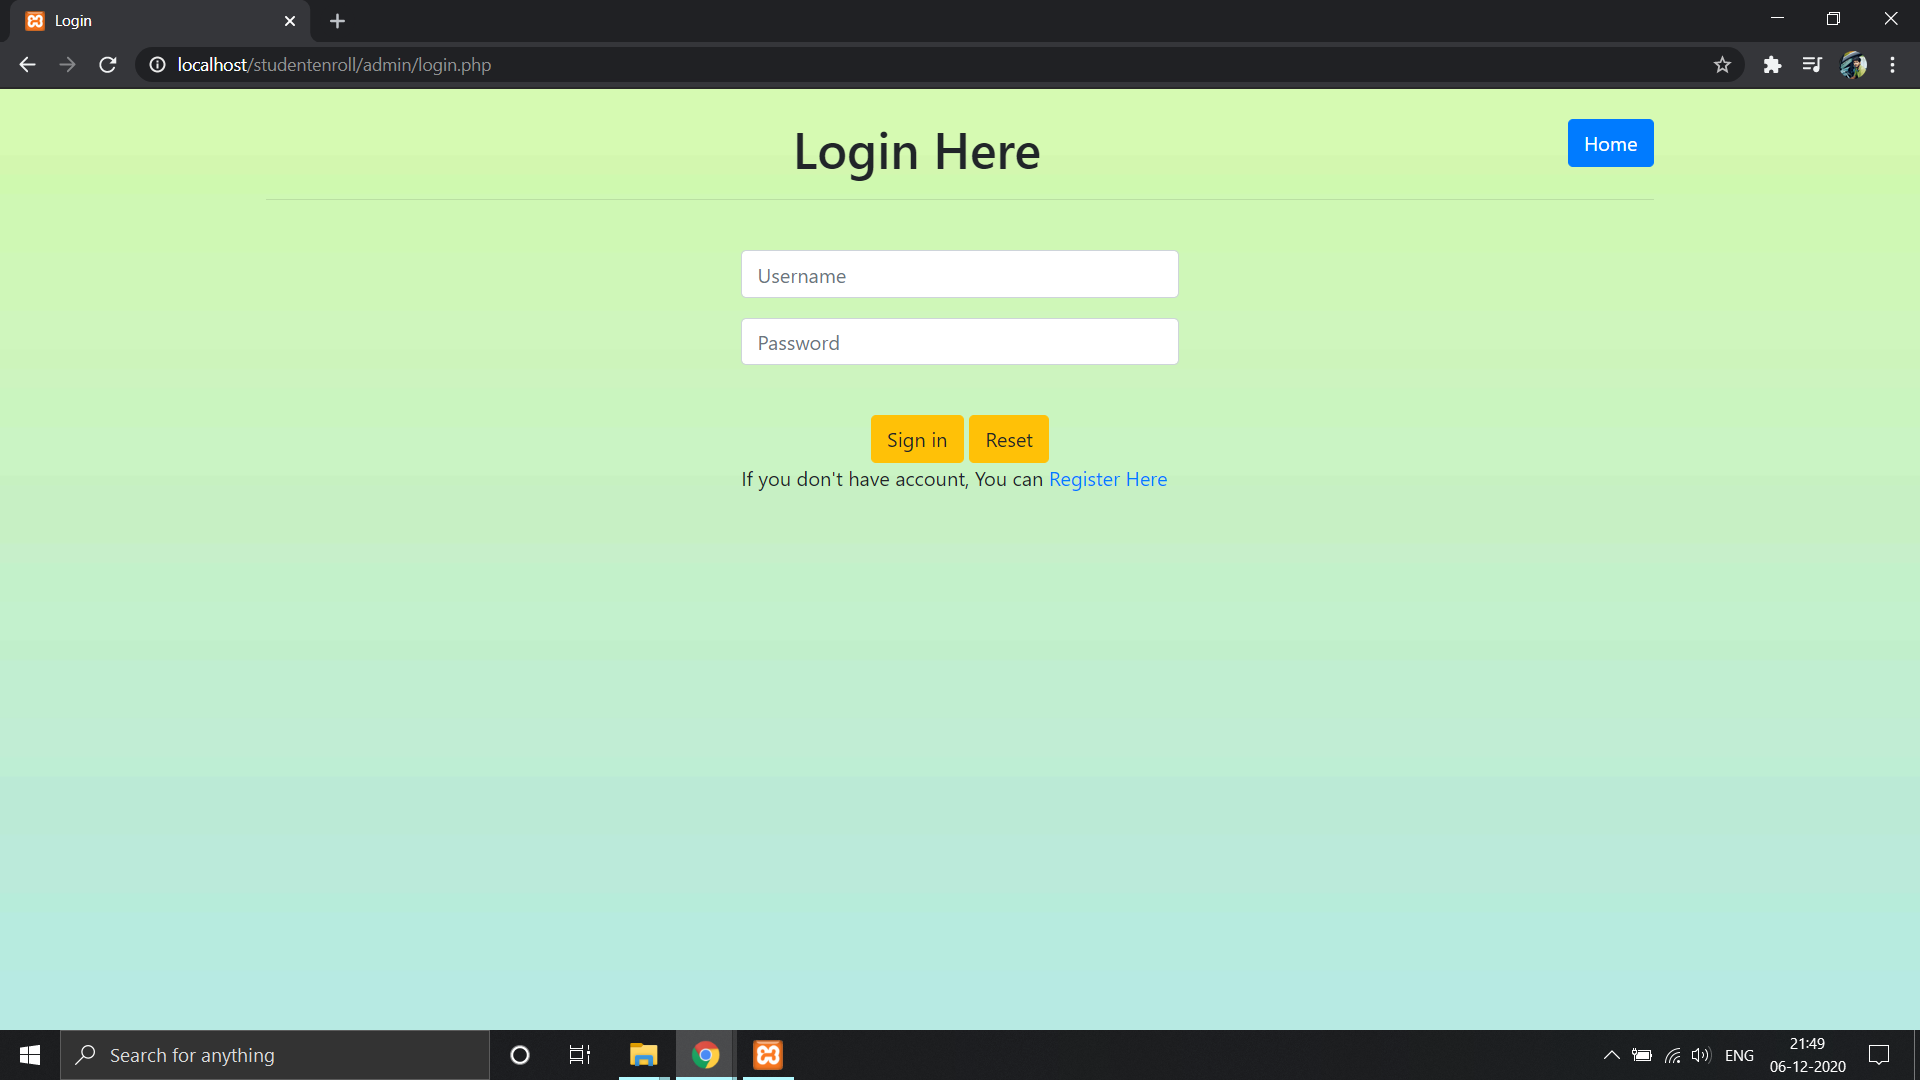 Login
localhost/studentenroll/admin/login.php
Login Here
Home
Username
Password
Sign in
Reset
If you don't have account, You can Register Here
Search for anything
ENG
21:49
06-12-2020